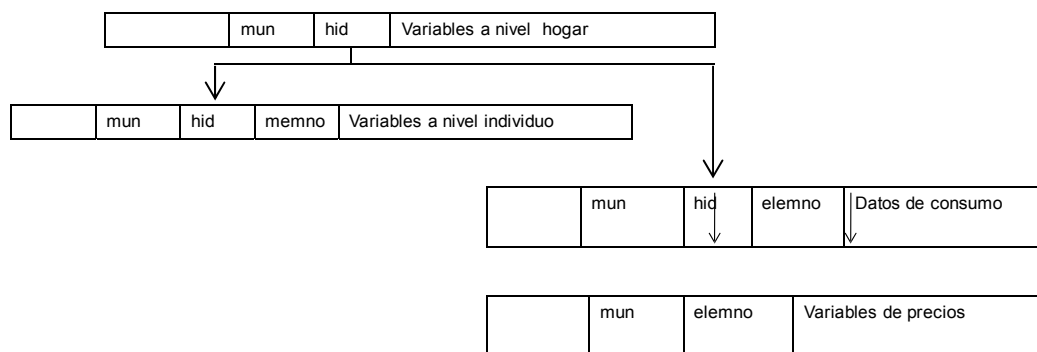 mun hid Variables a nivel hogar
mun hid memno Variables a nivel individuo
mun hid elemno Datos de consumo
mun elemno Variables de precios